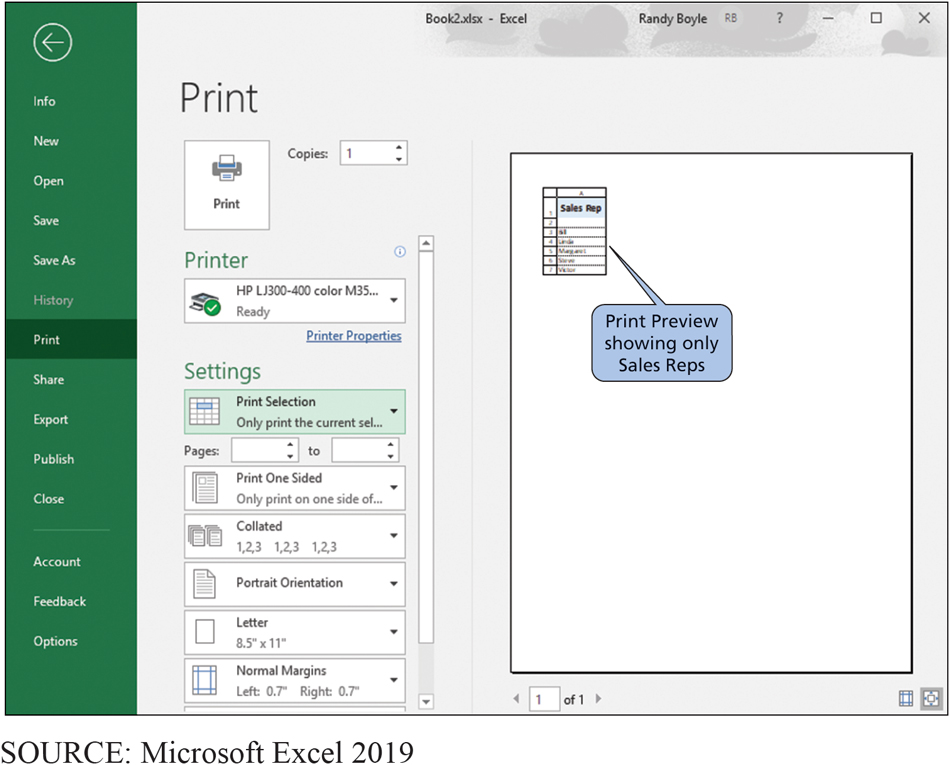 Book2.xlsx - Excel
Randy Boyle RB ?
Info
New
Open
Save
Save As
History
Print
Share
Export
Publish
Close
Account
Feedback
Options
Print
Print
Copies: 1
Printer
HP LJ300-400 color M35...
Ready
Printer Properties
Settings
Print Selection
Only print the current sel...
Pages: to
Print One Sided
Only print on one side of...
Collated
1,2,3 1,2,3 1,2,3
Portrait Orientation
Letter
8.5" x 11"
Normal Margins
Left: 0.7" Right: 0.7"
A
1 Sales Rep
2
3 Bill
4 Linda
5 Margaret
6 Steve
7 Victor
Print Preview
showing only
Sales Reps
1 of 1
SOURCE: Microsoft Excel 2019